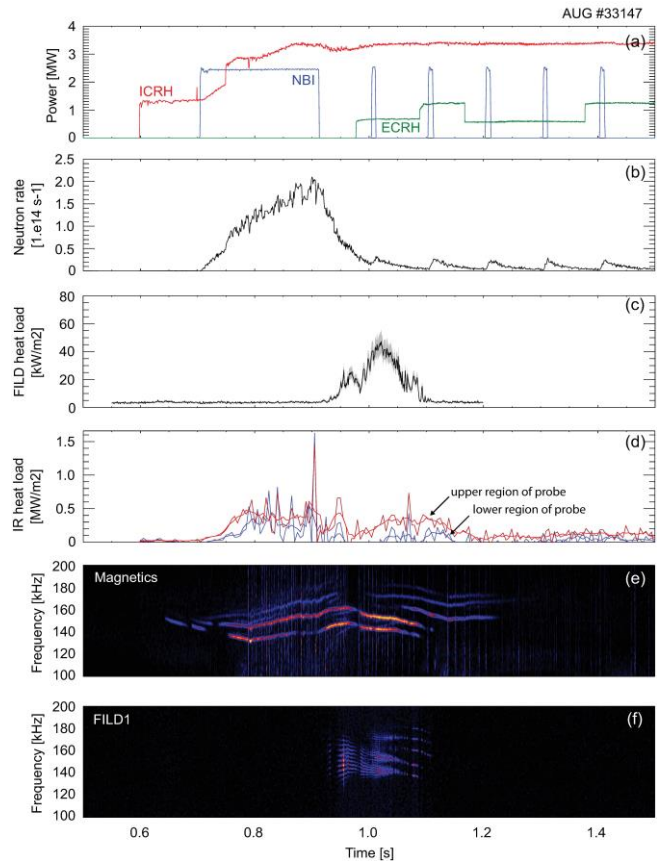 AUG #33147
4
3
2
1
0
Power [MW]
(a)
ICRH
NBI
ECRH
2.5
2.0
1.5
1.0
0.5
0
Neutron rate
[1.e14 s-1]
(b)
80
60
40
20
0
FILD heat load
[kW/m2]
(c)
1.5
1.0
0.5
0
IR heat load
[MW/m2]
(d)
upper region of probe
lower region of probe
200
180
160
140
120
100
Frequency [kHz]
Magnetics
(e)
200
180
160
140
120
100
Frequency [kHz]
FILD1
(f)
0.6 0.8 1.0 1.2 1.4
Time [s]